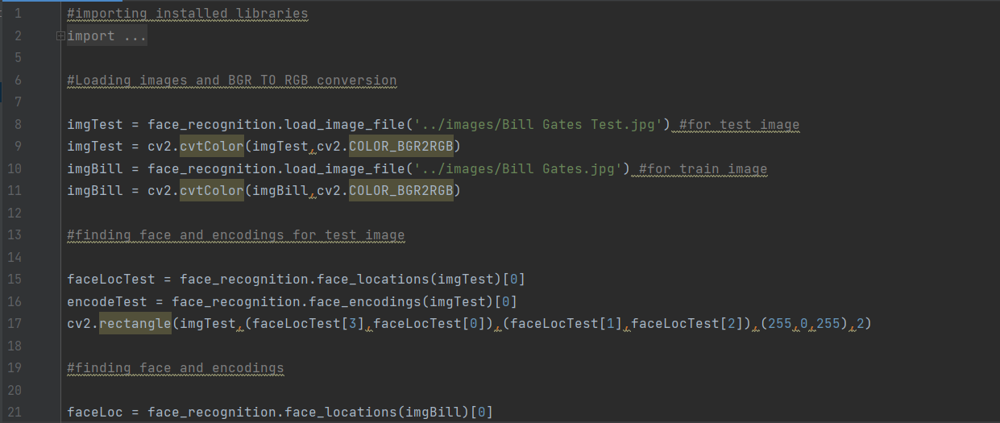 1 #importing installed libraries
2 import ...
5
6 #Loading images and BGR TO RGB conversion
7
8 imgTest = face_recognition.load_image_file('../images/Bill Gates Test.jpg') #for test image
9 imgTest = cv2.cvtColor(imgTest,cv2.COLOR_BGR2RGB)
10 imgBill = face_recognition.load_image_file('../images/Bill Gates.jpg') #for train image
11 imgBill = cv2.cvtColor(imgBill,cv2.COLOR_BGR2RGB)
12
13 #finding face and encodings for test image
14
15 faceLocTest = face_recognition.face_locations(imgTest)[0]
16 encodeTest = face_recognition.face_encodings(imgTest)[0]
17 cv2.rectangle(imgTest,(faceLocTest[3],faceLocTest[0]),(faceLocTest[1],faceLocTest[2]),(255,0,255),2)
18
19 #finding face and encodings
20
21 faceLoc = face_recognition.face_locations(imgBill)[0]